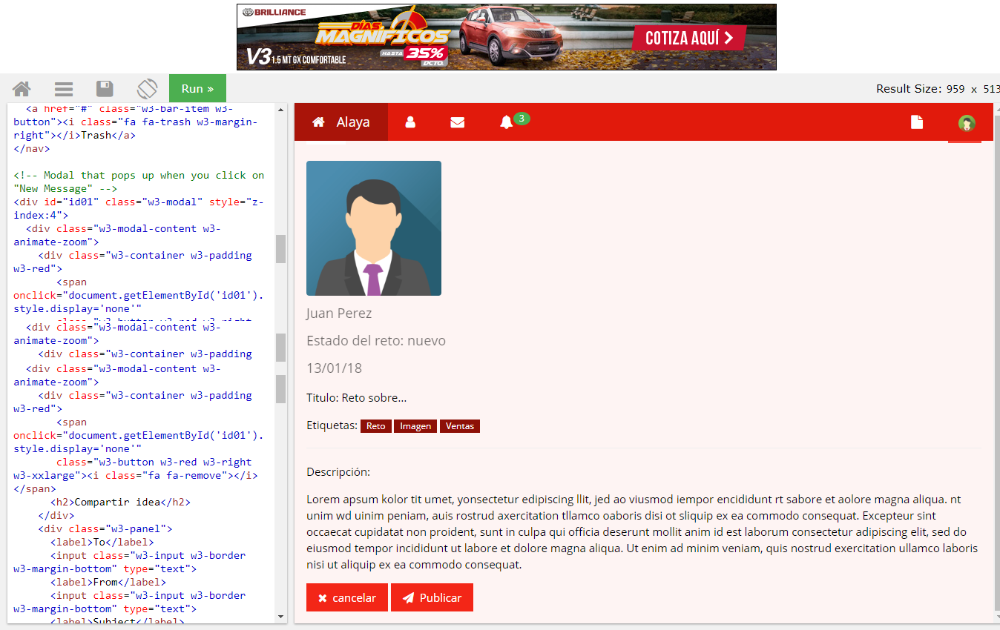 BRILLIANCE
DÍAS
MAGNÍFICOS
V3 1.5 MT GX COMFORTABLE
HASTA 35% DCTO.
COTIZA AQUÍ
Run »
Result Size: 959 x 513
<a href="#" class="w3-bar-item w3-
button"><i class="fa fa-trash w3-margin-
right"></i>Trash</a>
</nav>
<!-- Modal that pops up when you click on
"New Message" -->
<div id="id01" class="w3-modal" style="z-
index:4">
<div class="w3-modal-content w3-
animate-zoom">
<div class="w3-container w3-padding
w3-red">
<span
onclick="document.getElementById('id01').
style.display='none'"
<div class="w3-modal-content w3-
animate-zoom">
<div class="w3-container w3-padding
<div class="w3-modal-content w3-
animate-zoom">
<div class="w3-container w3-padding
w3-red">
<span
onclick="document.getElementById('id01').
style.display='none'"
class="w3-button w3-red w3-right
w3-xxlarge"><i class="fa fa-remove"></i>
</span>
<h2>Compartir idea</h2>
</div>
<div class="w3-panel">
<label>To</label>
<input class="w3-input w3-border
w3-margin-bottom" type="text">
<label>From</label>
<input class="w3-input w3-border
w3-margin-bottom" type="text">
<label>Subject</label>
Alaya
3
Juan Perez
Estado del reto: nuevo
13/01/18
Titulo: Reto sobre...
Etiquetas: Reto Imagen Ventas
Descripción:
Lorem apsum kolor tit umet, yonsectetur edipiscing llit, jed ao viusmod iempor encididunt rt sabore et aolore magna aliqua. nt
unim wd uinim peniam, auis rostrud axercitation tllamco oaboris disi ot sliquip ex ea commodo consequat. Excepteur sint
occaecat cupidatat non proident, sunt in culpa qui officia deserunt mollit anim id est laborum consectetur adipiscing elit, sed do
eiusmod tempor incididunt ut labore et dolore magna aliqua. Ut enim ad minim veniam, quis nostrud exercitation ullamco laboris
nisi ut aliquip ex ea commodo consequat.
cancelar
Publicar